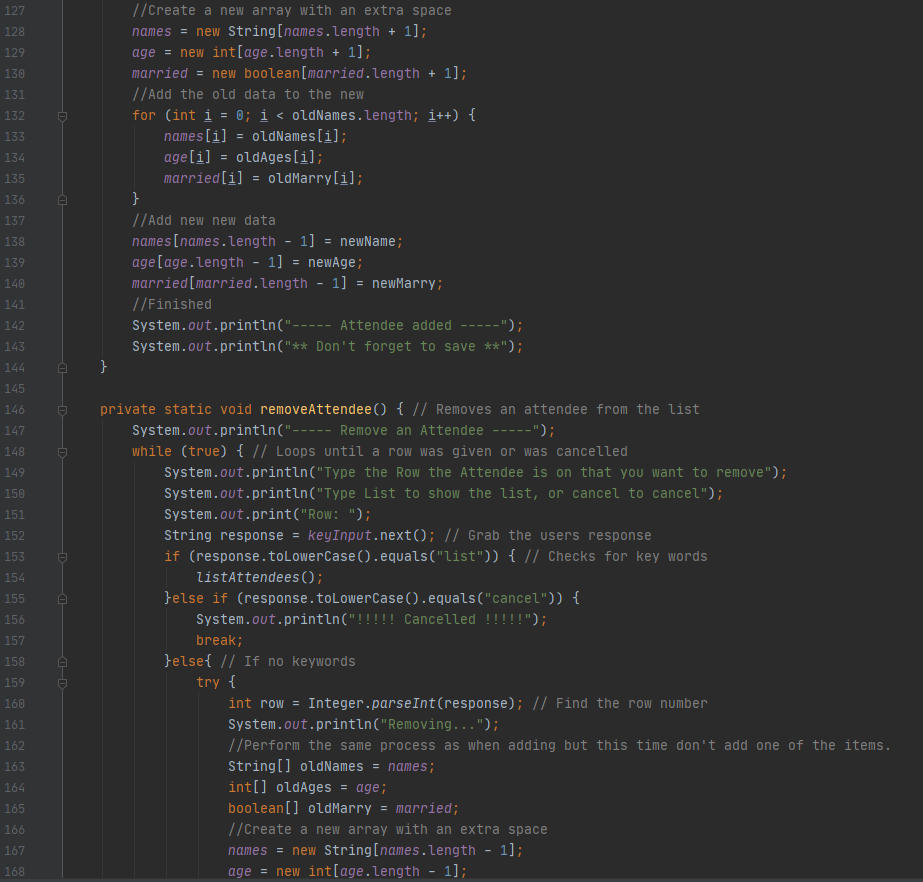 127 //Create a new array with an extra space
128 names = new String[names.length + 1];
129 age = new int[age.length + 1];
130 married = new boolean[married.length + 1];
131 //Add the old data to the new
132 for (int i = 0; i < oldNames.length; i++) {
133 names[i] = oldNames[i];
134 age[i] = oldAges[i];
135 married[i] = oldMarry[i];
136 }
137 //Add new new data
138 names[names.length - 1] = newName;
139 age[age.length - 1] = newAge;
140 married[married.length - 1] = newMarry;
141 //Finished
142 System.out.println("----- Attendee added -----");
143 System.out.println("** Don't forget to save **");
144 }
145
146 private static void removeAttendee() { // Removes an attendee from the list
147 System.out.println("----- Remove an Attendee -----");
148 while (true) { // Loops until a row was given or was cancelled
149 System.out.println("Type the Row the Attendee is on that you want to remove");
150 System.out.println("Type List to show the list, or cancel to cancel");
151 System.out.print("Row: ");
152 String response = keyInput.next(); // Grab the users response
153 if (response.toLowerCase().equals("list")) { // Checks for key words
154 listAttendees();
155 }else if (response.toLowerCase().equals("cancel")) {
156 System.out.println("!!!!! Cancelled !!!!!");
157 break;
158 }else{ // If no keywords
159 try {
160 int row = Integer.parseInt(response); // Find the row number
161 System.out.println("Removing...");
162 //Perform the same process as when adding but this time don't add one of the items.
163 String[] oldNames = names;
164 int[] oldAges = age;
165 boolean[] oldMarry = married;
166 //Create a new array with an extra space
167 names = new String[names.length - 1];
168 age = new int[age.length - 1];